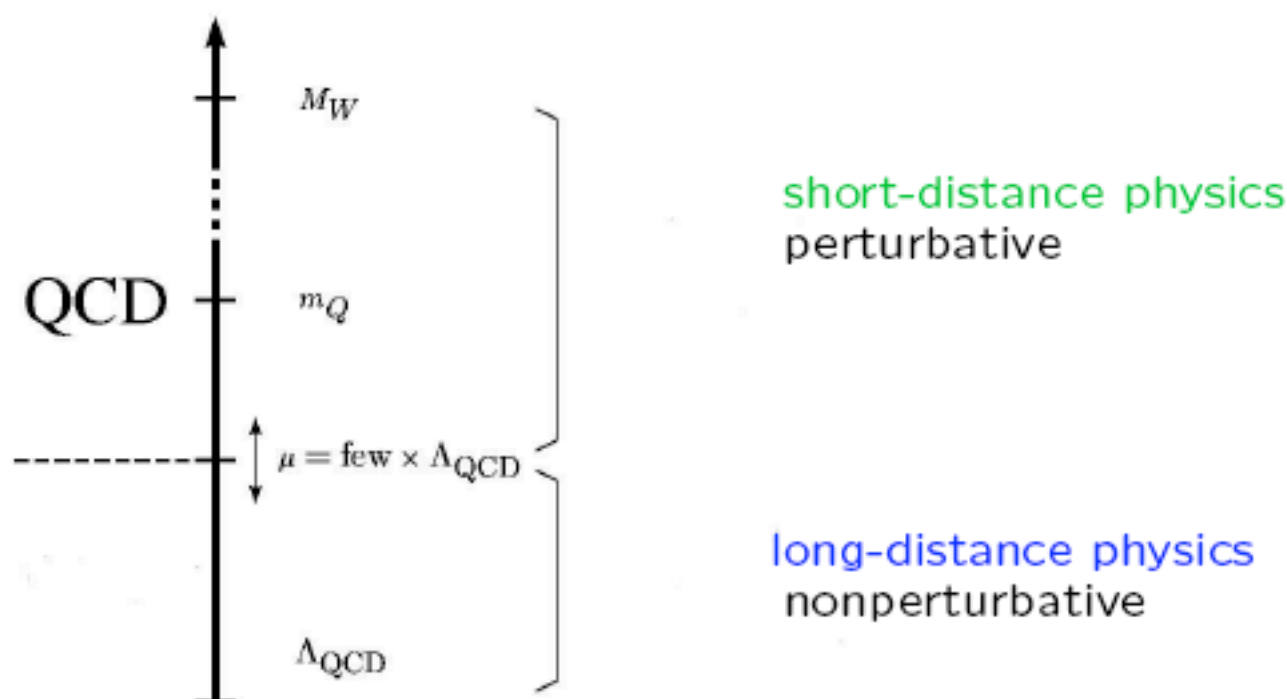 M_W
short-distance physics
perturbative
QCD
m_Q
μ = few × Λ_QCD
long-distance physics
nonperturbative
Λ_QCD